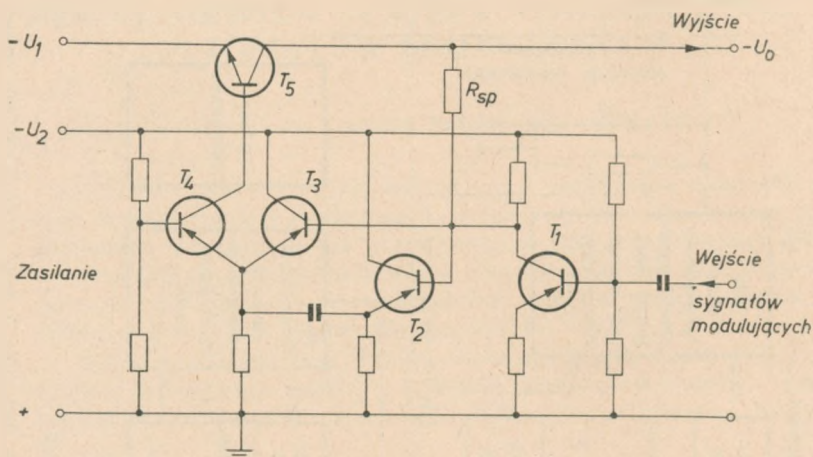 Wyjście
-U1
-U0
T5
Rsp
-U2
T4
T3
T1
Zasilanie
T2
Wejście
sygnałów
modulujących
+